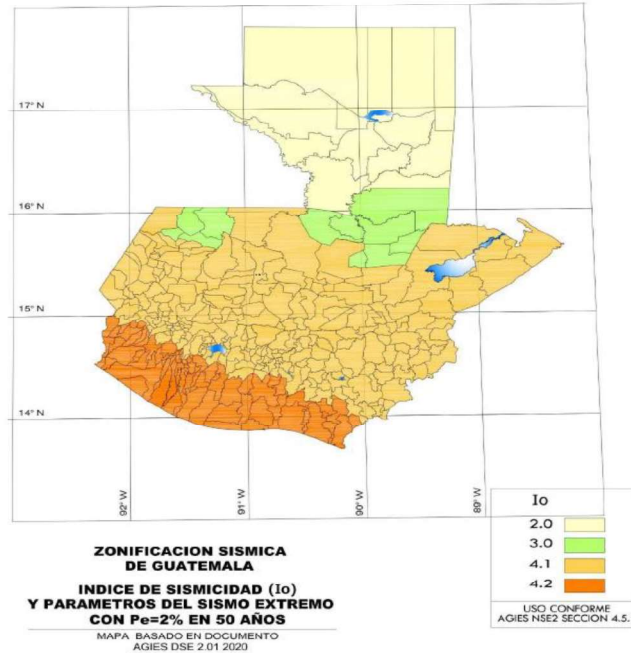 17° N
16° N
15° N
14° N
92° W
91° W
90° W
89° W
Io
2.0
3.0
4.1
4.2
USO CONFORME
AGIES NSE2 SECCION 4.5.
ZONIFICACION SISMICA
DE GUATEMALA
INDICE DE SISMICIDAD (Io)
Y PARAMETROS DEL SISMO EXTREMO
CON Pe=2% EN 50 AÑOS
MAPA BASADO EN DOCUMENTO
AGIES DSE 2.01 2020